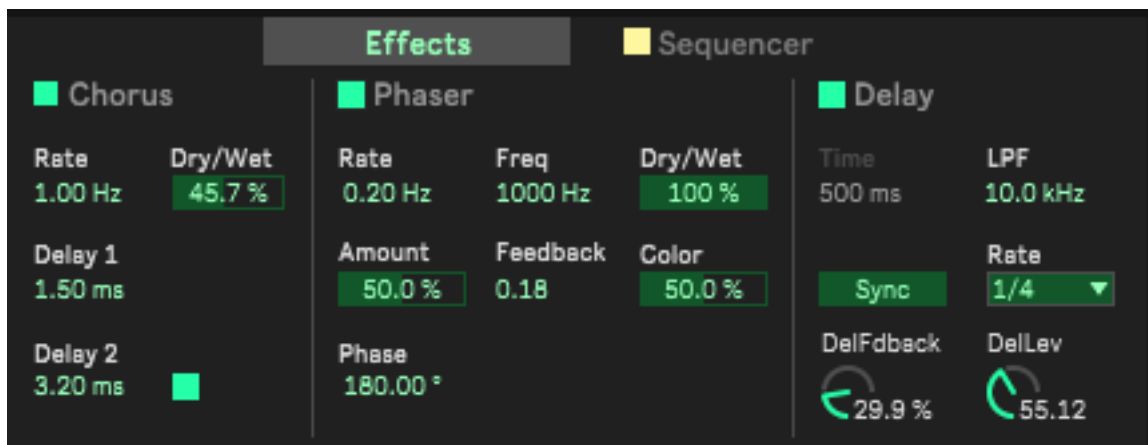 Effects
Sequencer
Chorus
Rate
Dry/Wet
1.00 Hz
45.7 %
Delay 1
1.50 ms
Delay 2
3.20 ms
Phaser
Rate
Freq
Dry/Wet
0.20 Hz
1000 Hz
100 %
Amount
Feedback
Color
50.0 %
0.18
50.0 %
Phase
180.00 °
Delay
Time
LPF
500 ms
10.0 kHz
Rate
Sync
1/4
DelFdback
DelLev
29.9 %
55.12